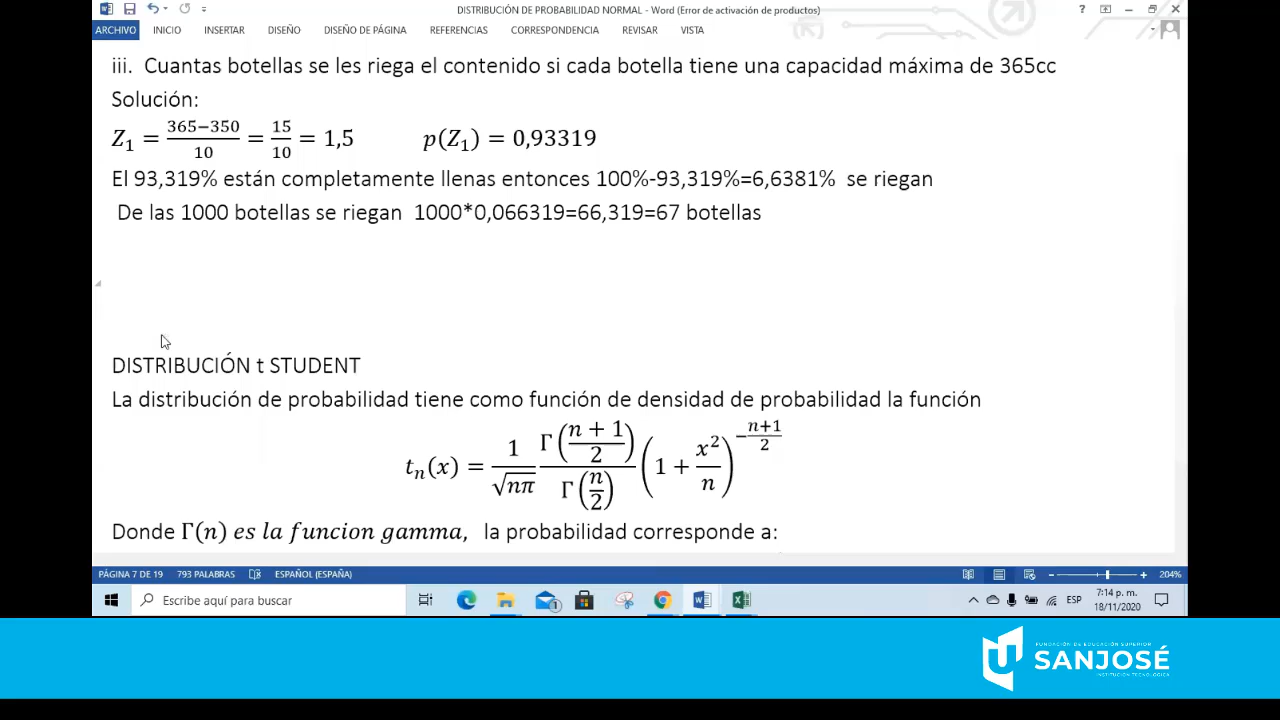 DISTRIBUCIÓN DE PROBABILIDAD NORMAL - Word (Error de activación de productos)
ARCHIVO INICIO INSERTAR DISEÑO DISEÑO DE PÁGINA REFERENCIAS CORRESPONDENCIA REVISAR VISTA
iii. Cuantas botellas se les riega el contenido si cada botella tiene una capacidad máxima de 365cc
Solución:
Z₁ = (365−350)/10 = 15/10 = 1,5 p(Z₁) = 0,93319
El 93,319% están completamente llenas entonces 100%-93,319%=6,6381% se riegan
De las 1000 botellas se riegan 1000*0,066319=66,319=67 botellas
DISTRIBUCIÓN t STUDENT
La distribución de probabilidad tiene como función de densidad de probabilidad la función
tₙ(x) = 1/√(nπ) Γ((n + 1)/2)/Γ(n/2) (1 + x²/n)^(−(n+1)/2)
Donde Γ(n) es la funcion gamma, la probabilidad corresponde a:
PÁGINA 7 DE 19 793 PALABRAS ESPAÑOL (ESPAÑA) 204%
Escribe aquí para buscar
ESP
7:14 p. m.
18/11/2020
FUNDACIÓN DE EDUCACIÓN SUPERIOR
SANJOSÉ
INSTITUCIÓN TECNOLÓGICA